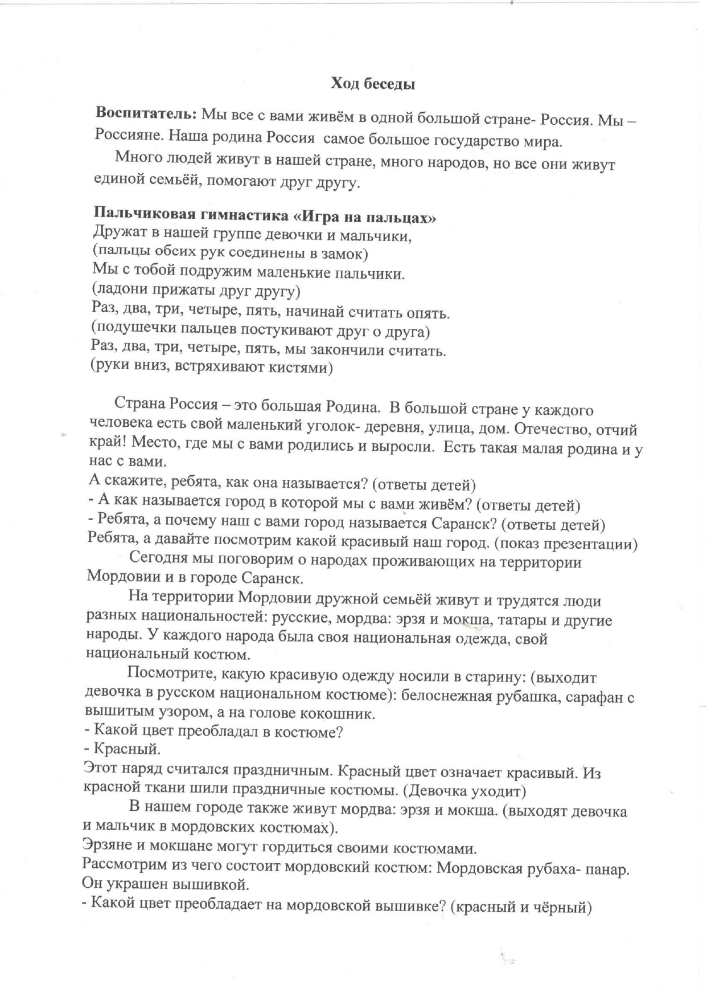 Ход беседы
Воспитатель: Мы все с вами живём в одной большой стране- Россия. Мы –
Россияне. Наша родина Россия  самое большое государство мира.
Много людей живут в нашей стране, много народов, но все они живут
единой семьёй, помогают друг другу.
Пальчиковая гимнастика «Игра на пальцах»
Дружат в нашей группе девочки и мальчики,
(пальцы обеих рук соединены в замок)
Мы с тобой подружим маленькие пальчики.
(ладони прижаты друг другу)
Раз, два, три, четыре, пять, начинай считать опять.
(подушечки пальцев постукивают друг о друга)
Раз, два, три, четыре, пять, мы закончили считать.
(руки вниз, встряхивают кистями)
Страна Россия – это большая Родина.  В большой стране у каждого
человека есть свой маленький уголок- деревня, улица, дом. Отечество, отчий
край! Место, где мы с вами родились и выросли.  Есть такая малая родина и у
нас с вами.
А скажите, ребята, как она называется? (ответы детей)
- А как называется город в которой мы с вами живём? (ответы детей)
- Ребята, а почему наш с вами город называется Саранск? (ответы детей)
Ребята, а давайте посмотрим какой красивый наш город. (показ презентации)
Сегодня мы поговорим о народах проживающих на территории
Мордовии и в городе Саранск.
На территории Мордовии дружной семьёй живут и трудятся люди
разных национальностей: русские, мордва: эрзя и мокша, татары и другие
народы. У каждого народа была своя национальная одежда, свой
национальный костюм.
Посмотрите, какую красивую одежду носили в старину: (выходит
девочка в русском национальном костюме): белоснежная рубашка, сарафан с
вышитым узором, а на голове кокошник.
- Какой цвет преобладал в костюме?
- Красный.
Этот наряд считался праздничным. Красный цвет означает красивый. Из
красной ткани шили праздничные костюмы. (Девочка уходит)
В нашем городе также живут мордва: эрзя и мокша. (выходят девочка
и мальчик в мордовских костюмах).
Эрзяне и мокшане могут гордиться своими костюмами.
Рассмотрим из чего состоит мордовский костюм: Мордовская рубаха- панар.
Он украшен вышивкой.
- Какой цвет преобладает на мордовской вышивке? (красный и чёрный)